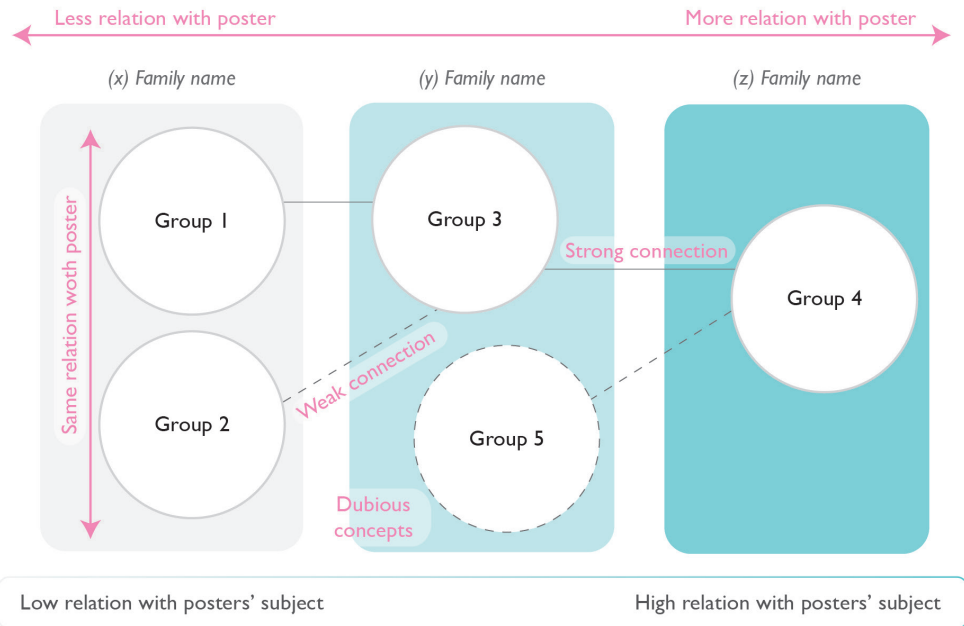 Less relation with poster
More relation with poster
(x) Family name
(y) Family name
(z) Family name
Same relation woth poster
Group 1
Group 3
Strong connection
Group 4
Weak connection
Group 2
Group 5
Dubious
concepts
Low relation with posters’ subject
High relation with posters’ subject